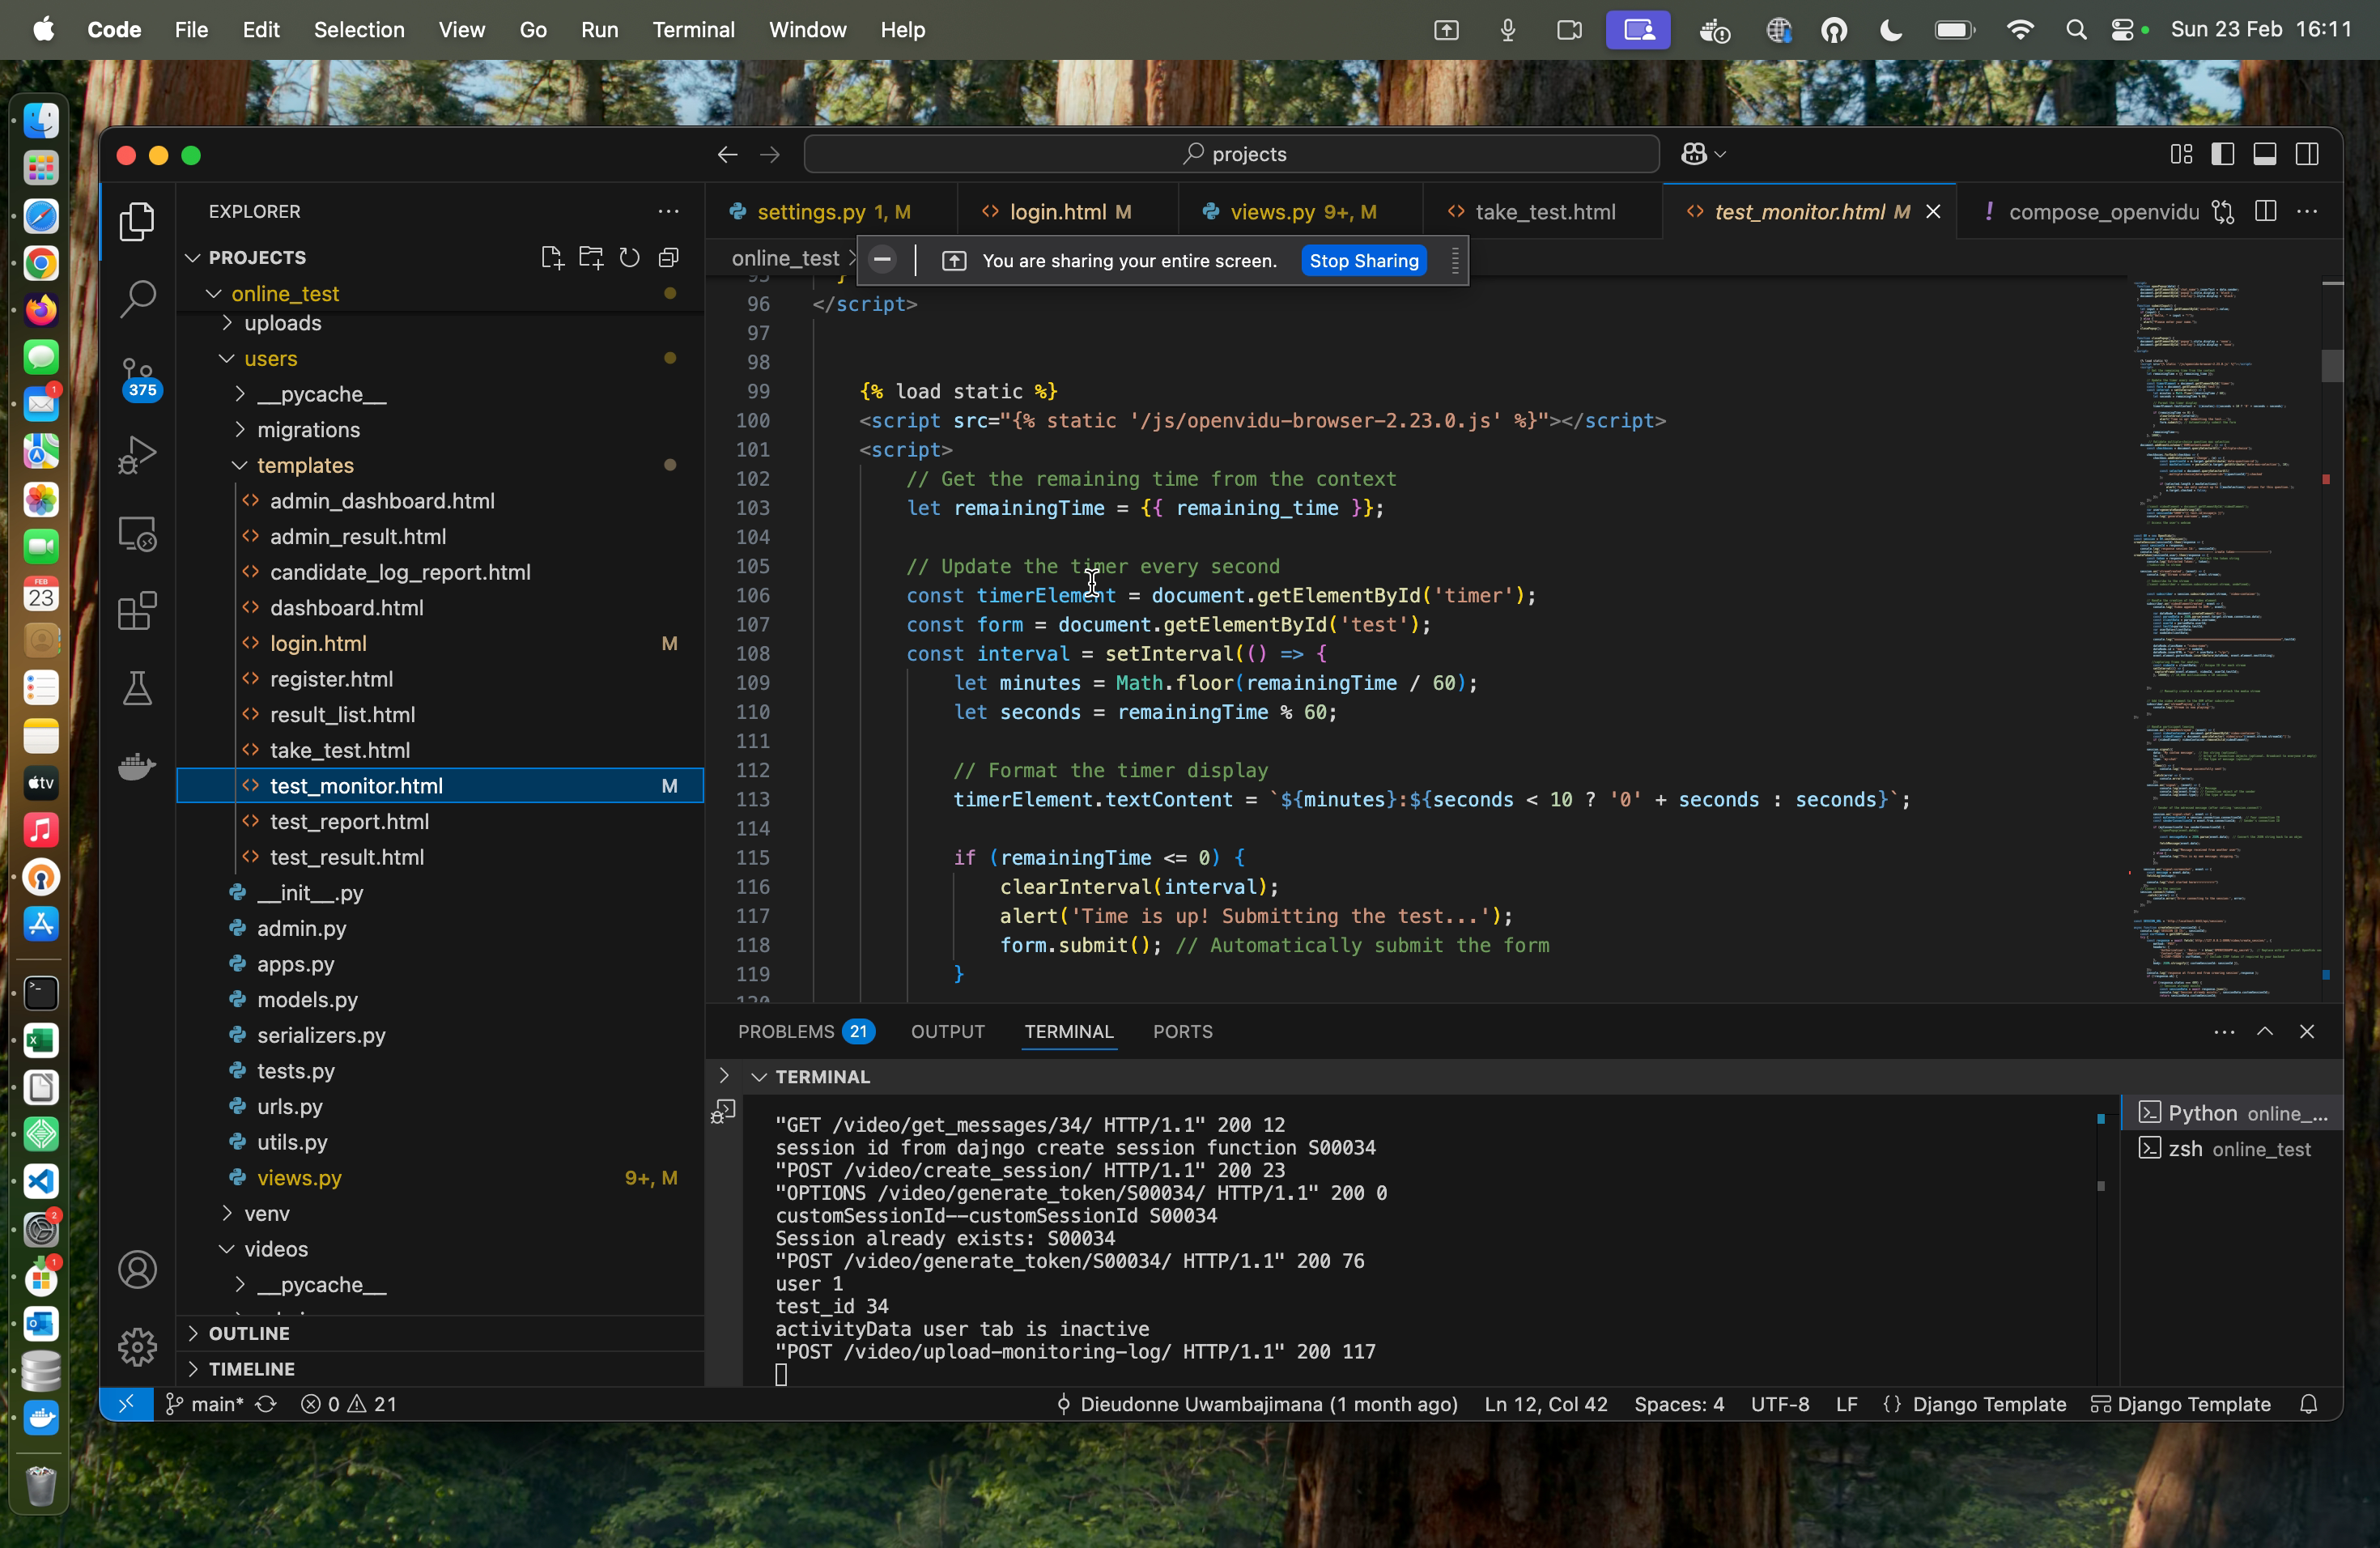 Code File Edit Selection View Go Run Terminal Window Help Sun 23 Feb 16:11
projects
EXPLORER
PROJECTS
online_test
uploads
users
__pycache__
migrations
templates
admin_dashboard.html
admin_result.html
candidate_log_report.html
dashboard.html
login.html M
register.html
result_list.html
take_test.html
test_monitor.html M
test_report.html
test_result.html
__init__.py
admin.py
apps.py
models.py
serializers.py
tests.py
urls.py
utils.py
views.py 9+, M
venv
videos
__pycache__
OUTLINE
TIMELINE
375
settings.py 1, M login.html M views.py 9+, M take_test.html test_monitor.html M ! compose_openvidu
online_test >
You are sharing your entire screen. Stop Sharing
95 }
96 </script>
97
98
99 {% load static %}
100 <script src="{% static '/js/openvidu-browser-2.23.0.js' %}"></script>
101 <script>
102 // Get the remaining time from the context
103 let remainingTime = {{ remaining_time }};
104
105 // Update the timer every second
106 const timerElement = document.getElementById('timer');
107 const form = document.getElementById('test');
108 const interval = setInterval(() => {
109 let minutes = Math.floor(remainingTime / 60);
110 let seconds = remainingTime % 60;
111
112 // Format the timer display
113 timerElement.textContent = `${minutes}:${seconds < 10 ? '0' + seconds : seconds}`;
114
115 if (remainingTime <= 0) {
116 clearInterval(interval);
117 alert('Time is up! Submitting the test...');
118 form.submit(); // Automatically submit the form
119 }
120
PROBLEMS 21 OUTPUT TERMINAL PORTS
TERMINAL
"GET /video/get_messages/34/ HTTP/1.1" 200 12
session id from dajngo create session function S00034
"POST /video/create_session/ HTTP/1.1" 200 23
"OPTIONS /video/generate_token/S00034/ HTTP/1.1" 200 0
customSessionId--customSessionId S00034
Session already exists: S00034
"POST /video/generate_token/S00034/ HTTP/1.1" 200 76
user 1
test_id 34
activityData user tab is inactive
"POST /video/upload-monitoring-log/ HTTP/1.1" 200 117
Python online_...
zsh online_test
main* 0 21 Dieudonne Uwambajimana (1 month ago) Ln 12, Col 42 Spaces: 4 UTF-8 LF {} Django Template Django Template
1
FEB
23
tv
2
1